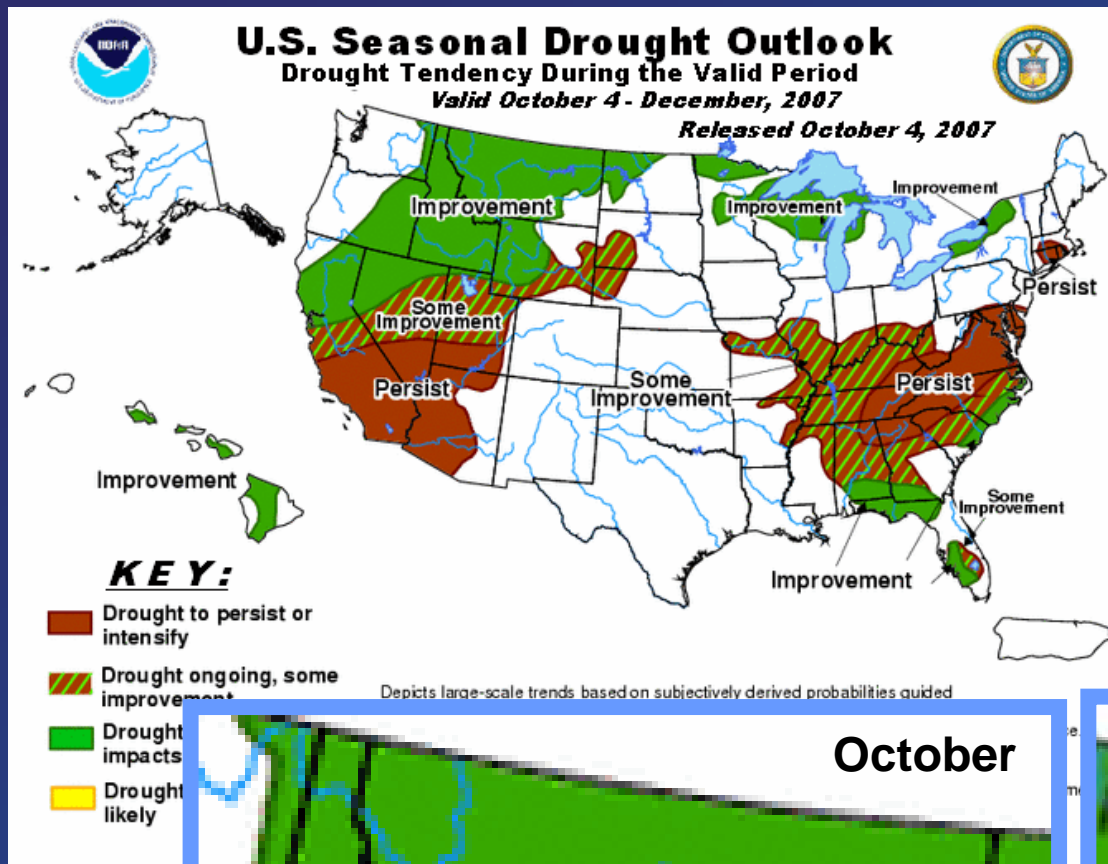 U.S. Seasonal Drought Outlook
Drought Tendency During the Valid Period
Valid October 4 - December, 2007
Released October 4, 2007
NOAA
Improvement
Improvement
Improvement
Persist
Some
Improvement
Persist
Some
Improvement
Persist
Improvement
Some
Improvement
Improvement
KEY:
Drought to persist or
intensify
Drought ongoing, some
improvement
Drought
impacts
Drought
likely
Depicts large-scale trends based on subjectively derived probabilities guided
October